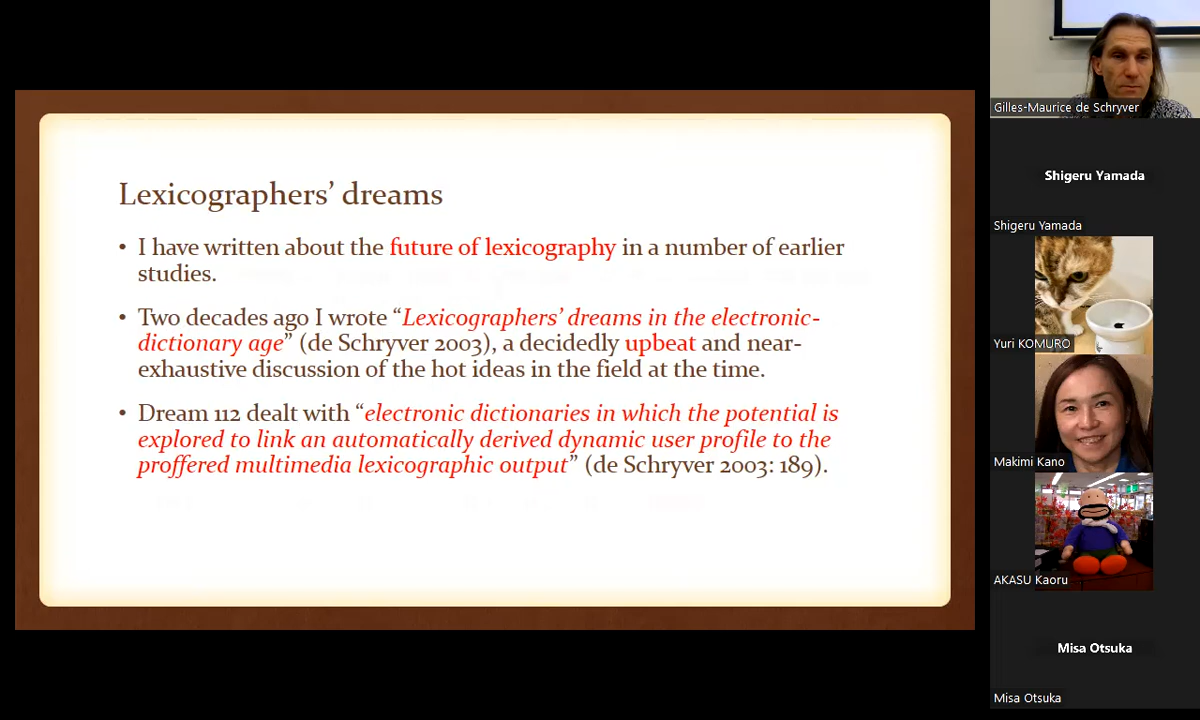 Lexicographers’ dreams
• I have written about the future of lexicography in a number of earlier
studies.
• Two decades ago I wrote “Lexicographers’ dreams in the electronic-
dictionary age” (de Schryver 2003), a decidedly upbeat and near-
exhaustive discussion of the hot ideas in the field at the time.
• Dream 112 dealt with “electronic dictionaries in which the potential is
explored to link an automatically derived dynamic user profile to the
proffered multimedia lexicographic output” (de Schryver 2003: 189).
Gilles-Maurice de Schryver
Shigeru Yamada
Shigeru Yamada
Yuri KOMURO
Makimi Kano
AKASU Kaoru
Misa Otsuka
Misa Otsuka